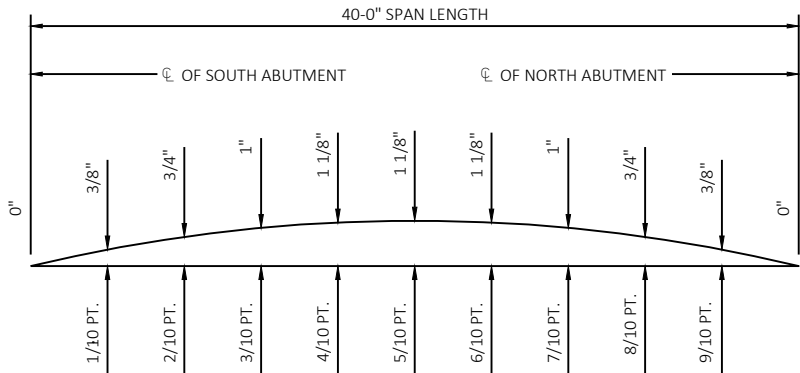 40-0" SPAN LENGTH
℄ OF SOUTH ABUTMENT
℄ OF NORTH ABUTMENT
0"
3/8"
3/4"
1"
1 1/8"
1 1/8"
1 1/8"
1"
3/4"
3/8"
0"
1/10 PT.
2/10 PT.
3/10 PT.
4/10 PT.
5/10 PT.
6/10 PT.
7/10 PT.
8/10 PT.
9/10 PT.